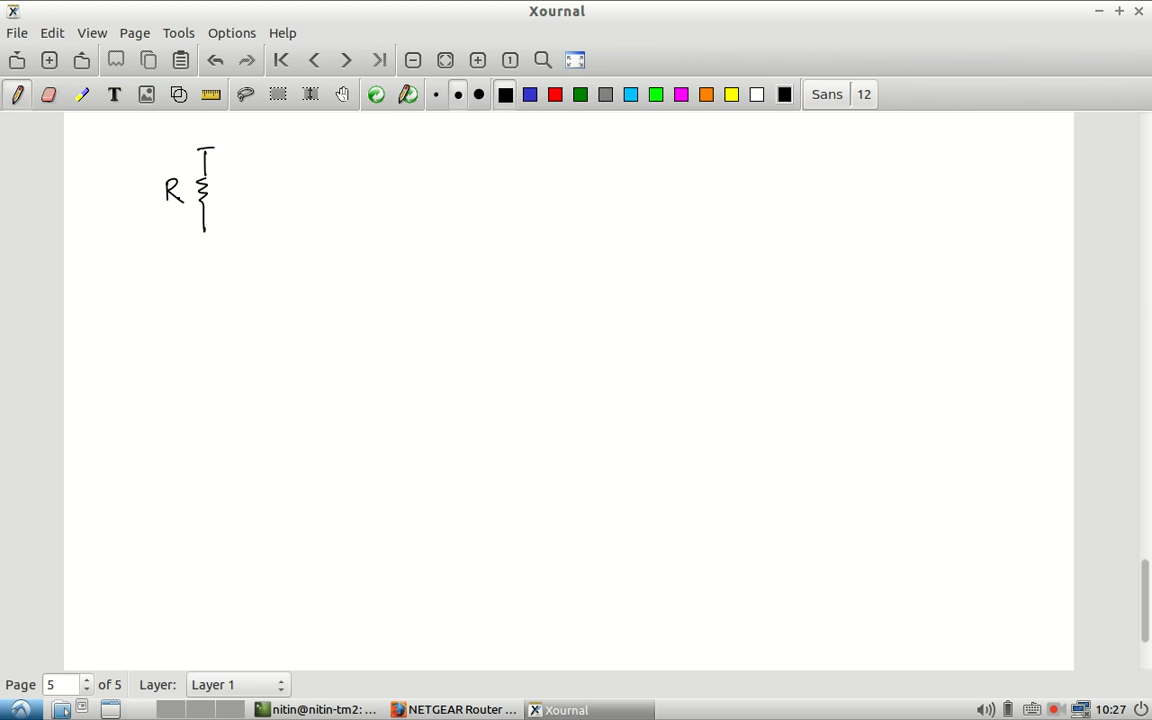 Xournal
File Edit View Page Tools Options Help
Sans 12
R
Page 5 of 5 Layer: Layer 1
nitin@nitin-tm2: ... NETGEAR Router ... Xournal 10:27